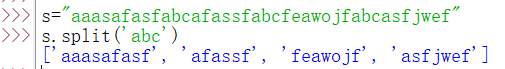 >>> s="aaasafasfabcafassfabcfeawojfabcasfjwef"
>>> s.split('abc')
['aaasafasf', 'afassf', 'feawojf', 'asfjwef']